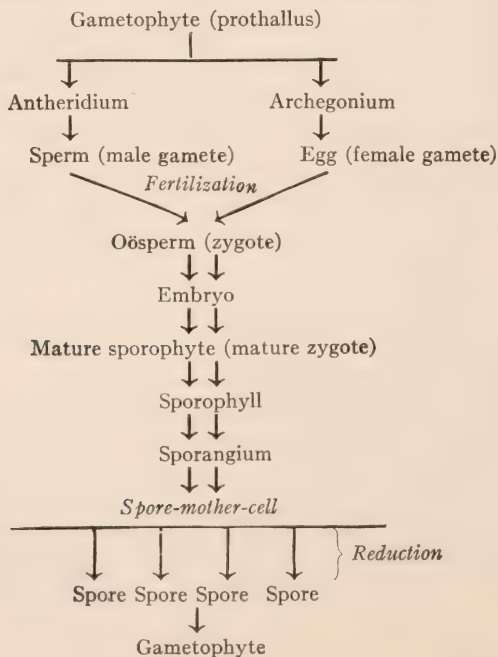 Gametophyte (prothallus)
Antheridium Archegonium
Sperm (male gamete) Egg (female gamete)
Fertilization
Oösperm (zygote)
Embryo
Mature sporophyte (mature zygote)
Sporophyll
Sporangium
Spore-mother-cell
Reduction
Spore Spore Spore Spore
Gametophyte